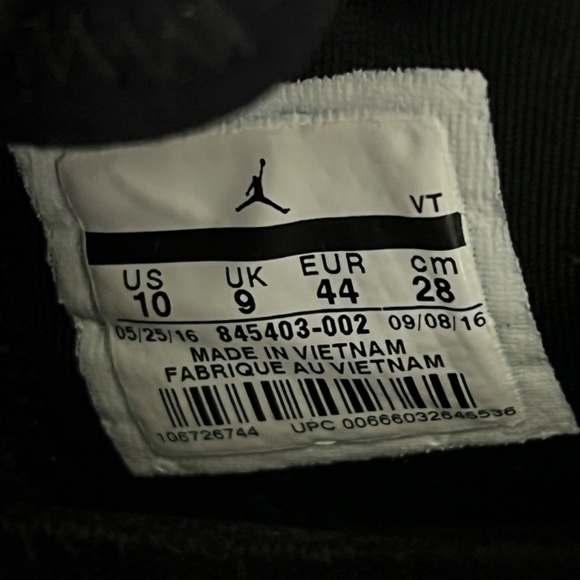 VT
US UK EUR cm
10 9 44 28
05/25/16 845403-002 09/08/16
MADE IN VIETNAM
FABRIQUE AU VIETNAM
106726744 UPC 00666032645536